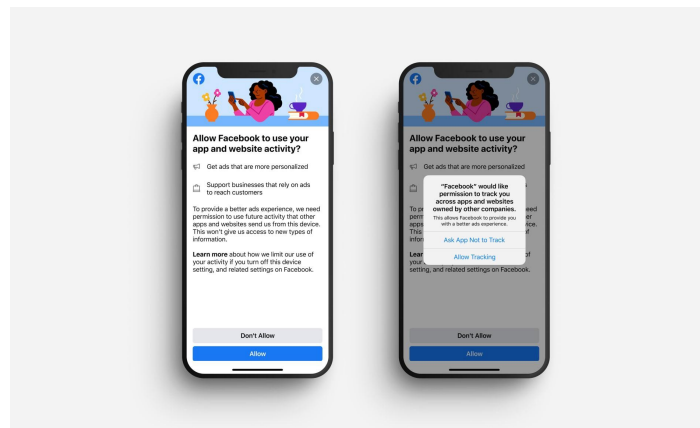 Allow Facebook to use your
app and website activity?
Get ads that are more personalized
Support businesses that rely on ads
to reach customers
To provide a better ads experience, we need
permission to use future activity that other
apps and websites send us from this device.
This won't give us access to new types of
information.
Learn more about how we limit our use of
your activity if you turn off this device
setting, and related settings on Facebook.
Don't Allow
Allow
Allow Facebook to use your
app and website activity?
Get ads that are more personalized
"Facebook" would like
permission to track you
across apps and websites
owned by other companies.
This allows Facebook to provide you
with a better ads experience.
Ask App Not to Track
Allow Tracking
setting, and related settings on Facebook.
Don't Allow
Allow